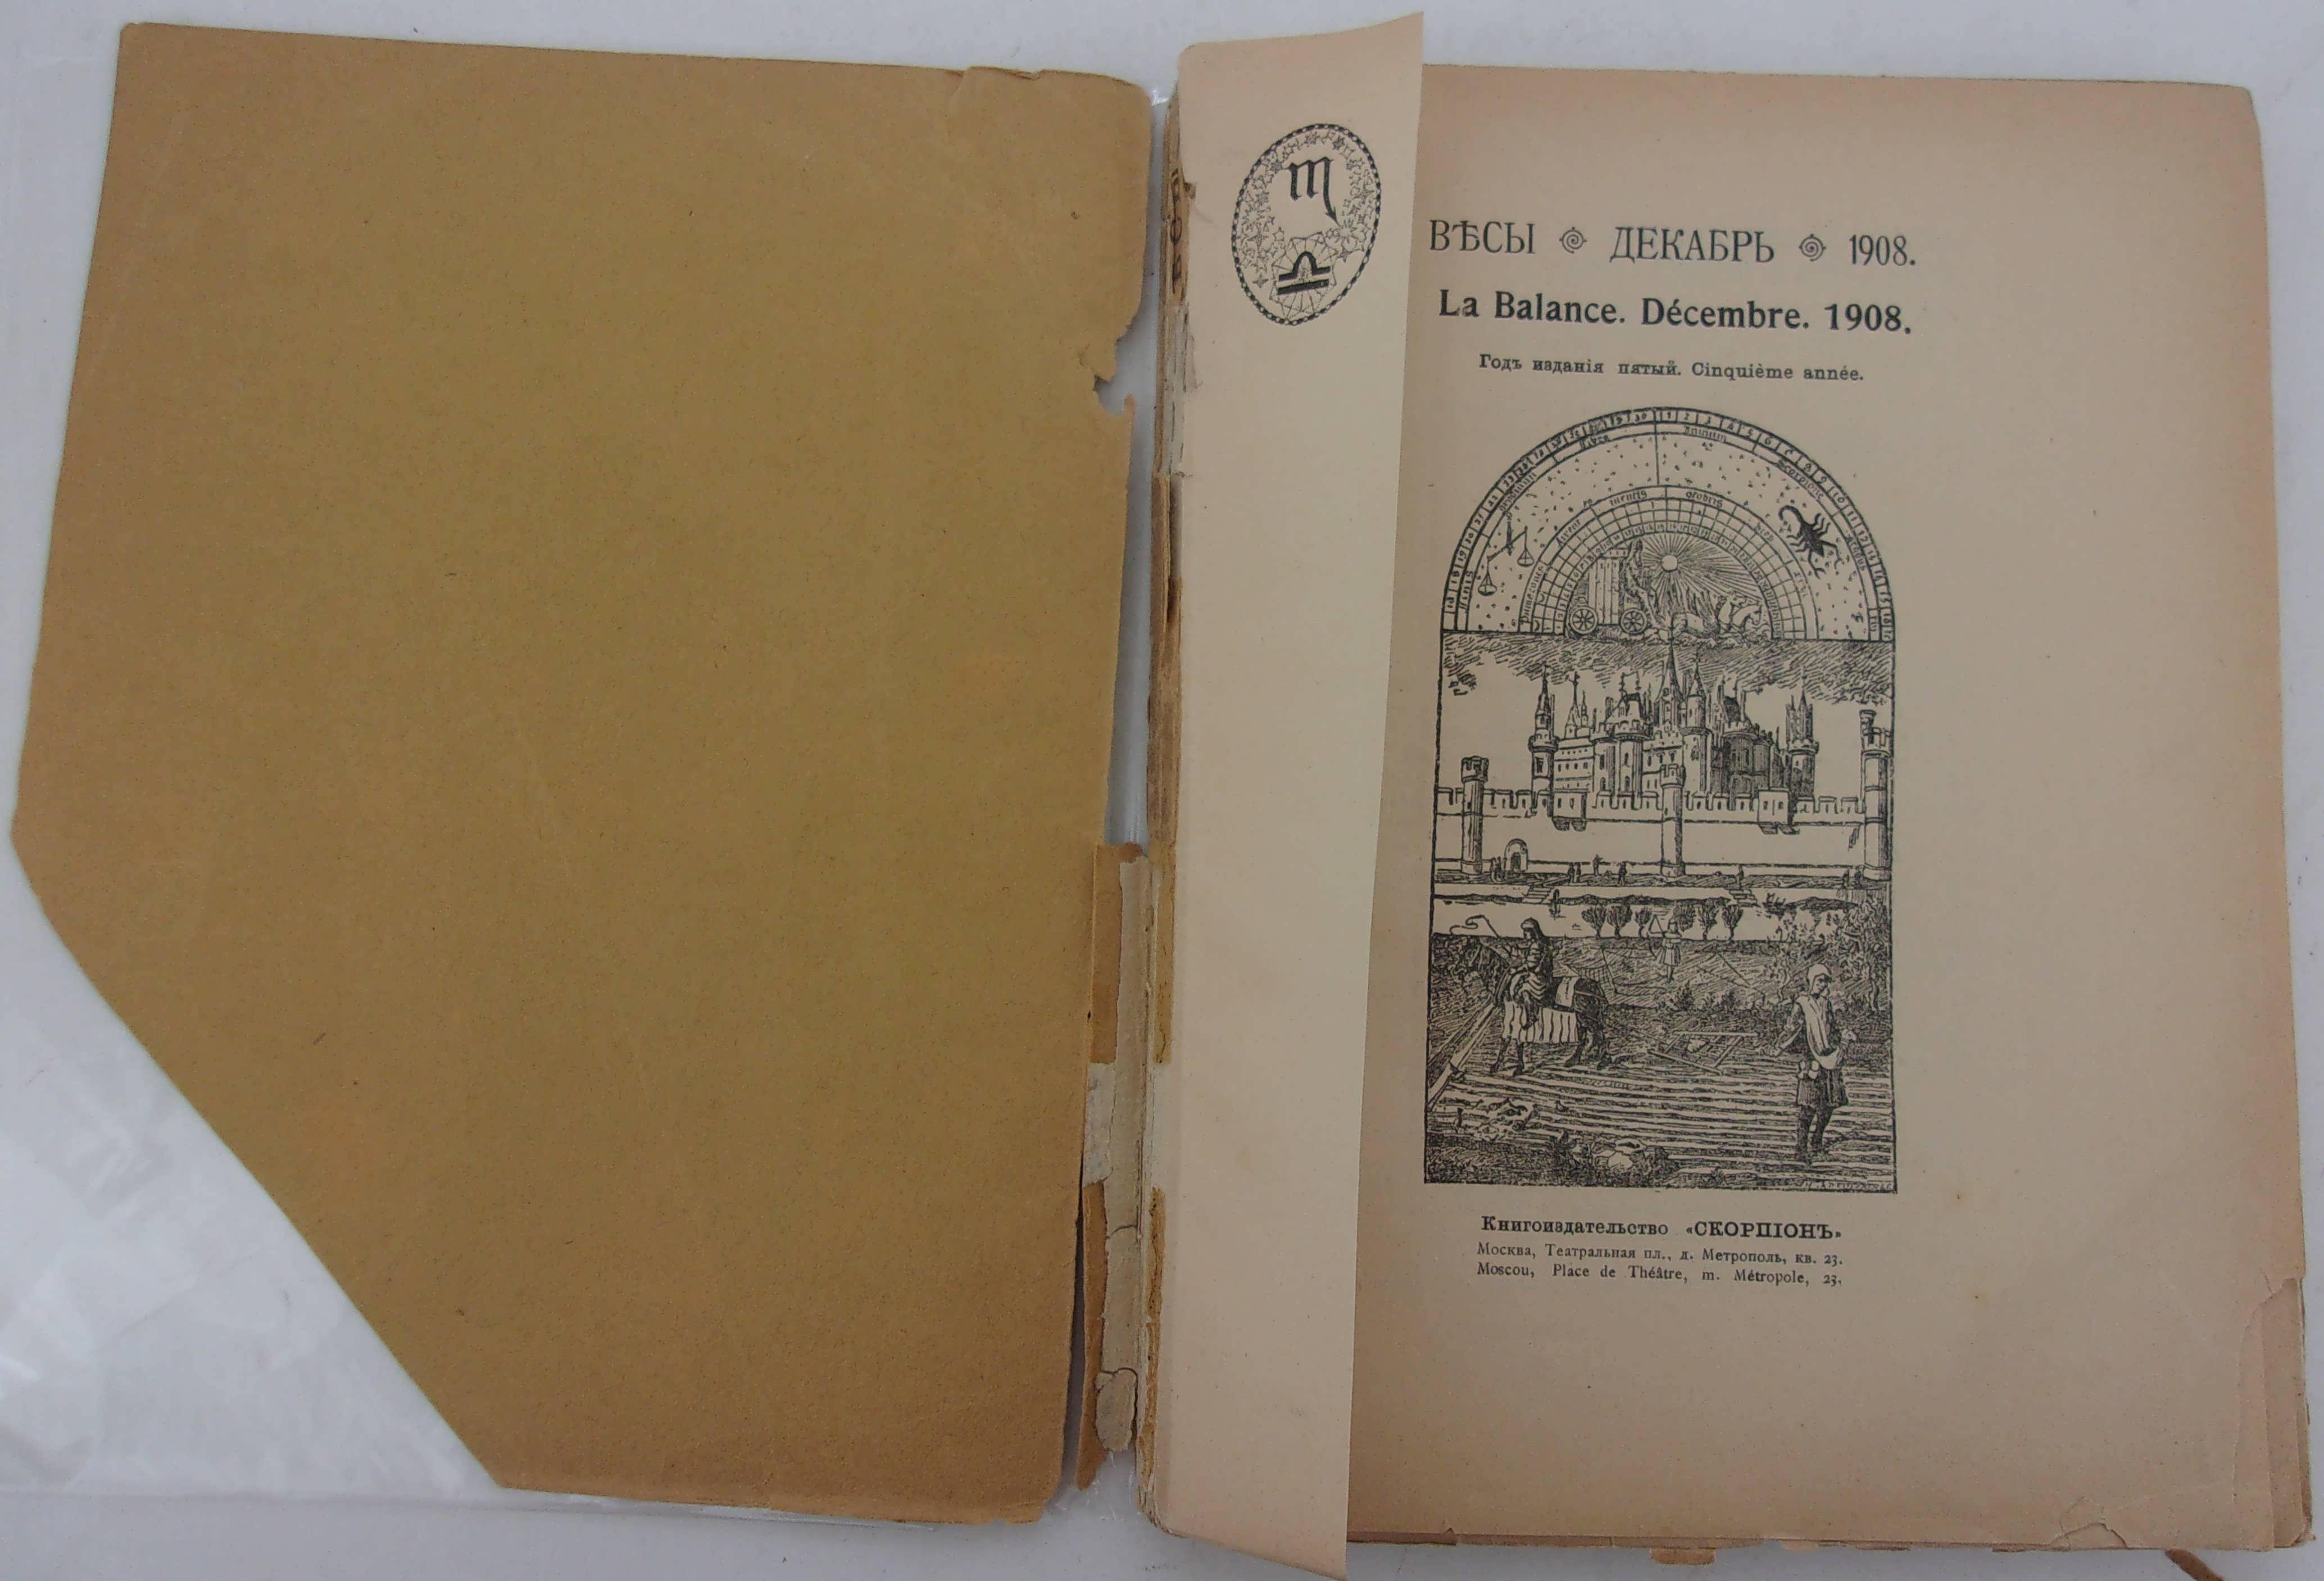 ВѢСЫ ДЕКАБРЬ 1908.
La Balance. Décembre. 1908.
Годъ изданія пятый. Cinquième année.
Книгоиздательство «СКОРПІОНЪ»
Москва, Театральная пл., д. Метрополь, кв. 23.
Moscou, Place de Théâtre, m. Métropole, 23.